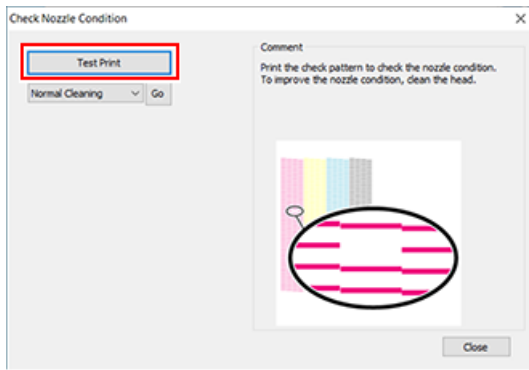 Check Nozzle Condition
Test Print
Normal Cleaning
Go
Comment
Print the check pattern to check the nozzle condition.
To improve the nozzle condition, clean the head.
Close